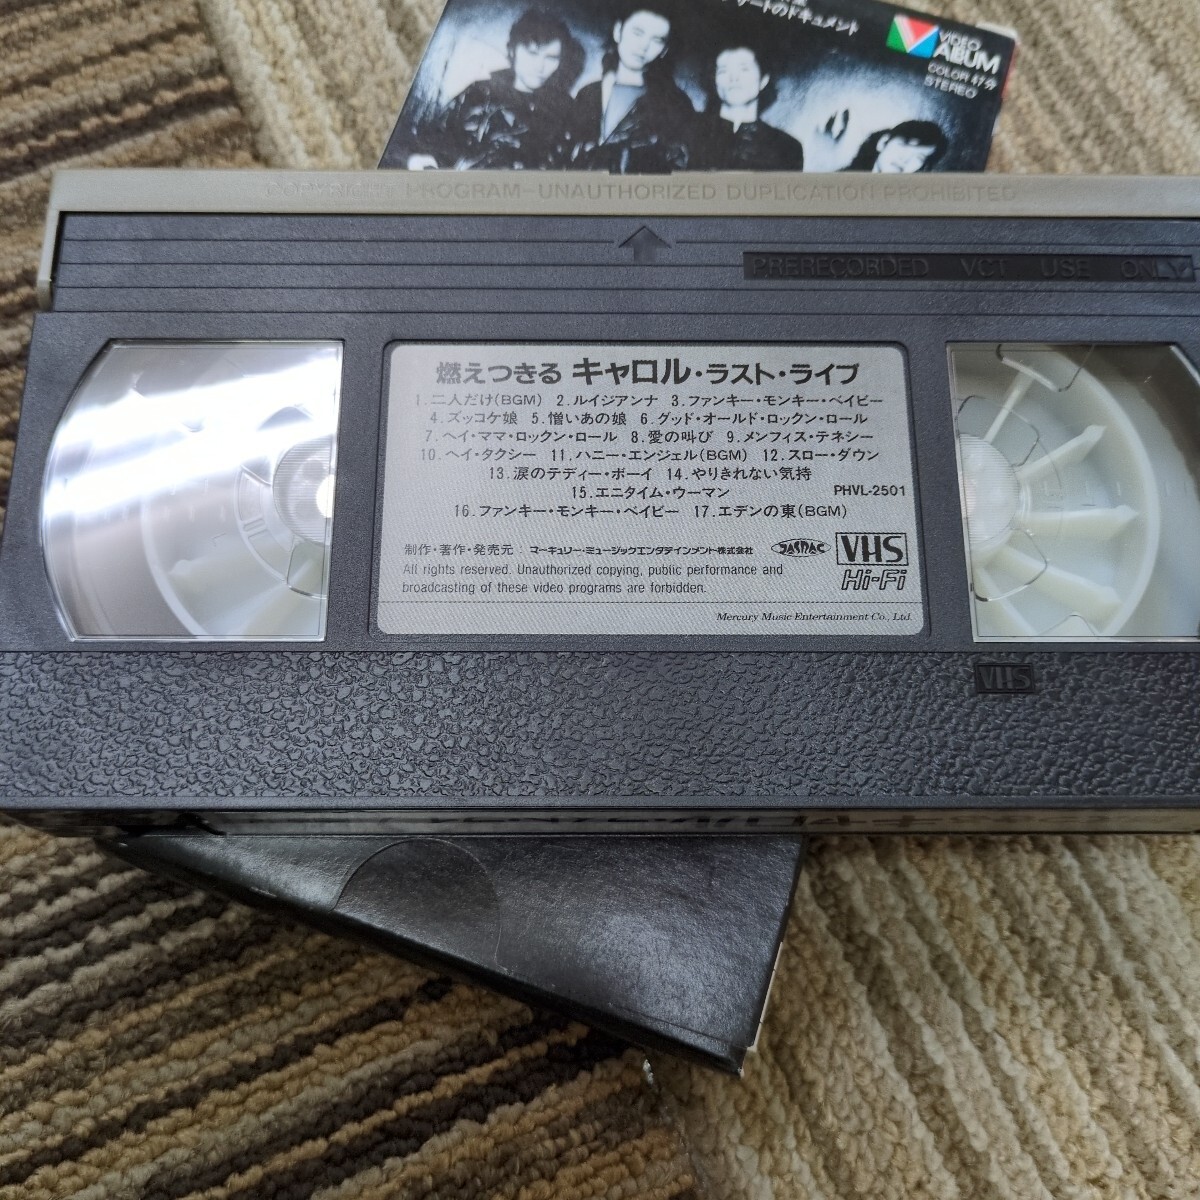 ートのドキュメント
VIDEO
ALBUM
COLOR 47分
STEREO
COPYRIGHT PROGRAM-UNAUTHORIZED DUPLICATION PROHIBITED
PRERECORDED VCT USE ONLY
燃えつきる キャロル・ラスト・ライブ
1.二人だけ(BGM) 2.ルイジアンナ 3.ファンキー・モンキー・ベイビー
4.ズッコケ娘 5.憎いあの娘 6.グッド・オールド・ロックン・ロール
7.ヘイ・ママ・ロックン・ロール 8.愛の叫び 9.メンフィス・テネシー
10.ヘイ・タクシー 11.ハニー・エンジェル(BGM) 12.スロー・ダウン
13.涙のテディー・ボーイ 14.やりきれない気持
15.エニタイム・ウーマン PHVL-2501
16.ファンキー・モンキー・ベイビー 17.エデンの東(BGM)
制作・著作・発売元：マーキュリー・ミュージックエンタテインメント株式会社 JASRAC VHS
All rights reserved. Unauthorized copying, public performance and Hi-Fi
broadcasting of these video programs are forbidden.
Mercury Music Entertainment Co., Ltd.
VHS